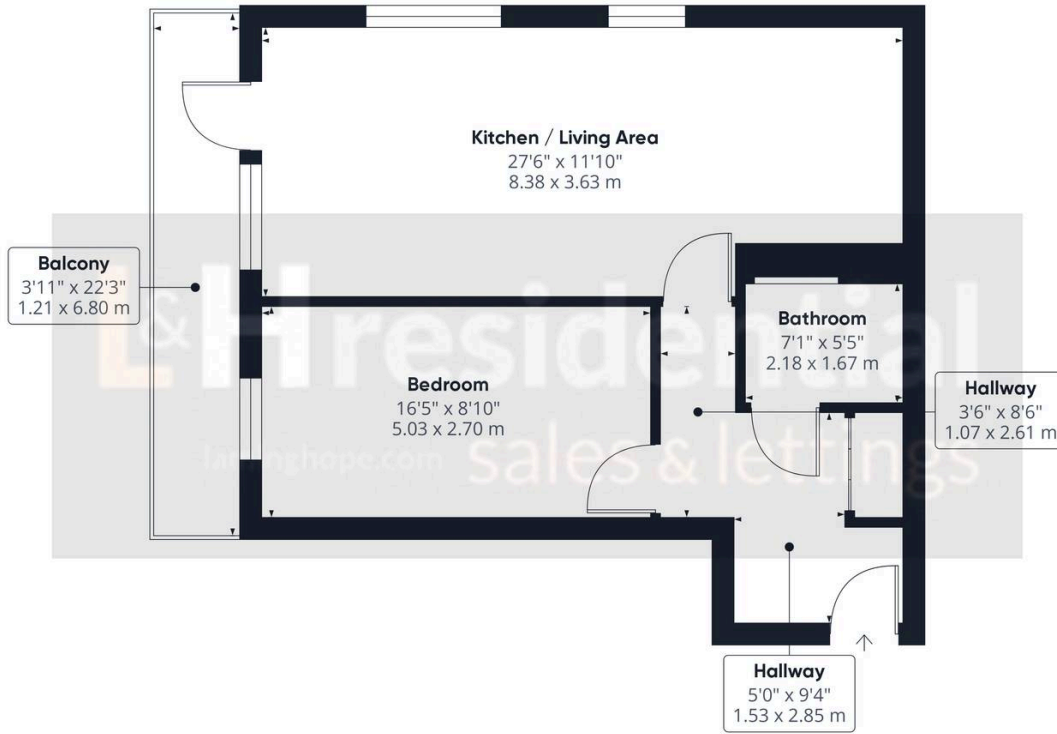 Kitchen / Living Area
27'6" x 11'10"
8.38 x 3.63 m
Balcony
3'11" x 22'3"
1.21 x 6.80 m
Bathroom
7'1" x 5'5"
2.18 x 1.67 m
Bedroom
16'5" x 8'10"
5.03 x 2.70 m
Hallway
3'6" x 8'6"
1.07 x 2.61 m
Hallway
5'0" x 9'4"
1.53 x 2.85 m
L&H residential
sales & lettings